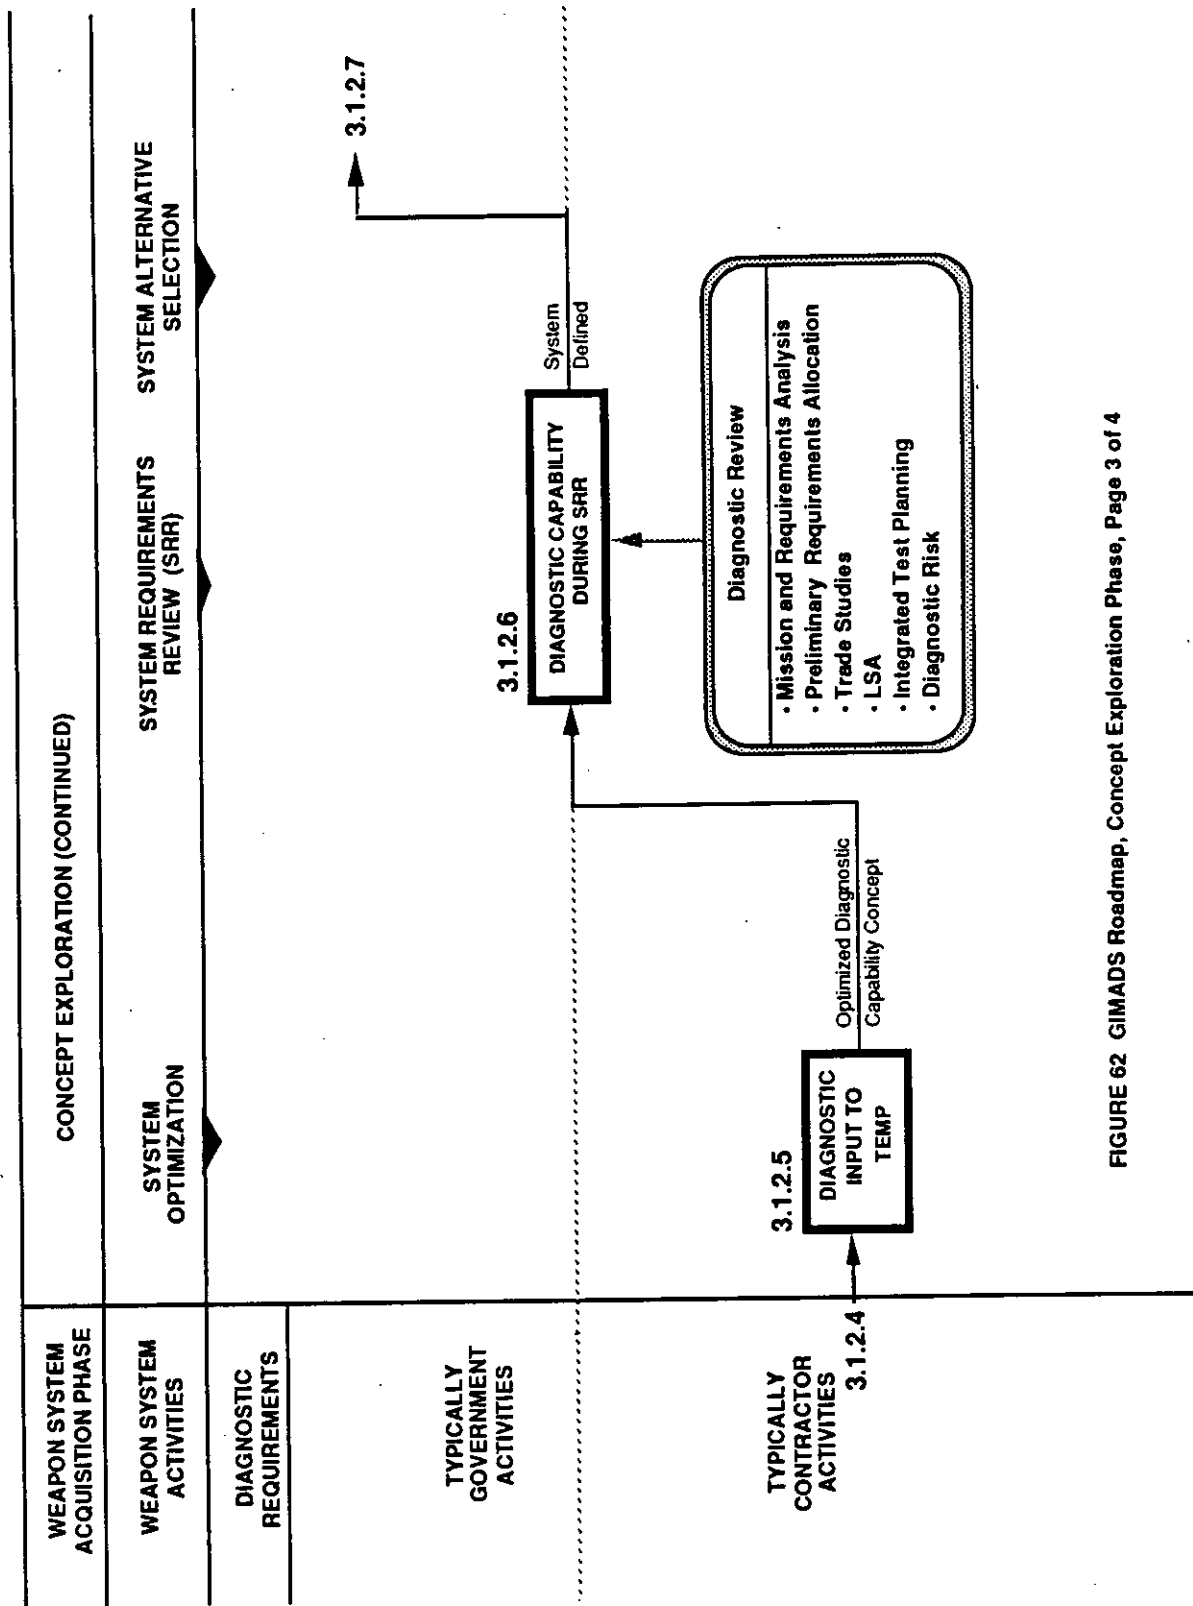 WEAPON SYSTEM
ACQUISITION PHASE
CONCEPT EXPLORATION (CONTINUED)
WEAPON SYSTEM
ACTIVITIES
SYSTEM
OPTIMIZATION
SYSTEM REQUIREMENTS
REVIEW (SRR)
SYSTEM ALTERNATIVE
SELECTION
DIAGNOSTIC
REQUIREMENTS
TYPICALLY
GOVERNMENT
ACTIVITIES
3.1.2.7
3.1.2.6
DIAGNOSTIC CAPABILITY
DURING SRR
System
Defined
TYPICALLY
CONTRACTOR
ACTIVITIES
3.1.2.4
3.1.2.5
DIAGNOSTIC
INPUT TO
TEMP
Optimized Diagnostic
Capability Concept
Diagnostic Review
• Mission and Requirements Analysis
• Preliminary Requirements Allocation
• Trade Studies
• LSA
• Integrated Test Planning
• Diagnostic Risk
FIGURE 62 GIMADS Roadmap, Concept Exploration Phase, Page 3 of 4